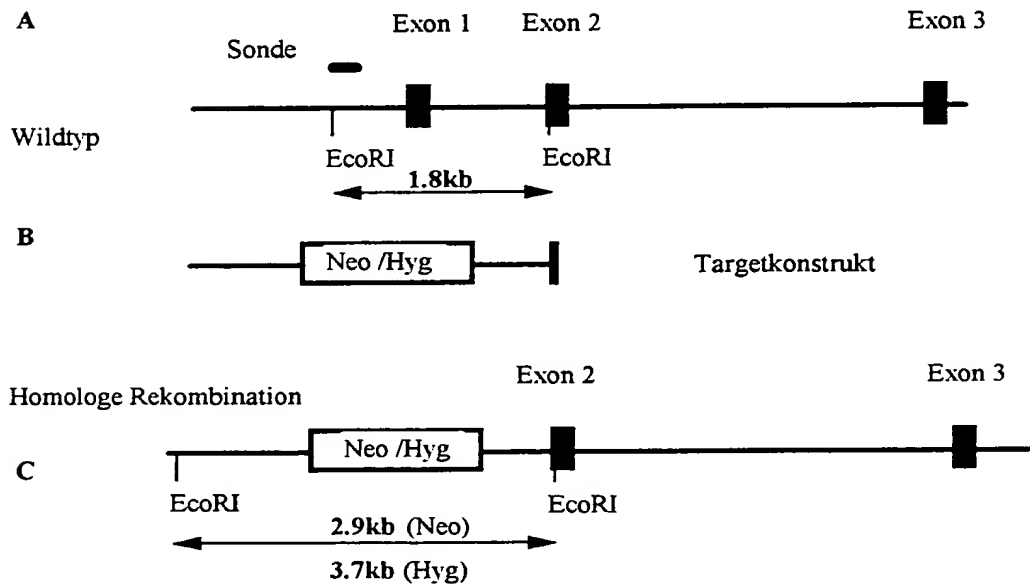 A
Exon 1 Exon 2 Exon 3
Sonde
Wildtyp
EcoRI EcoRI
1.8kb
B
Neo /Hyg
Targetkonstrukt
Exon 2 Exon 3
Homologe Rekombination
Neo /Hyg
C
EcoRI EcoRI
2.9kb (Neo)
3.7kb (Hyg)